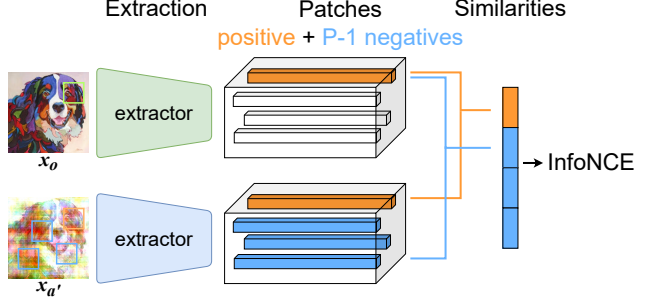 Extraction
Patches
Similarities
positive + P-1 negatives
extractor
x_o
InfoNCE
extractor
x_a'